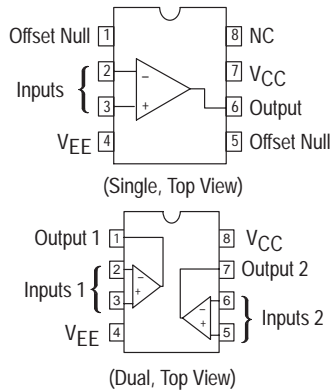 Offset Null 1 8 NC
2 − 7 VCC
Inputs {
3 + 6 Output
VEE 4 5 Offset Null
(Single, Top View)
Output 1 1 8 VCC
2 − 7 Output 2
Inputs 1 { − 6
3 + } Inputs 2
VEE 4 + 5
(Dual, Top View)